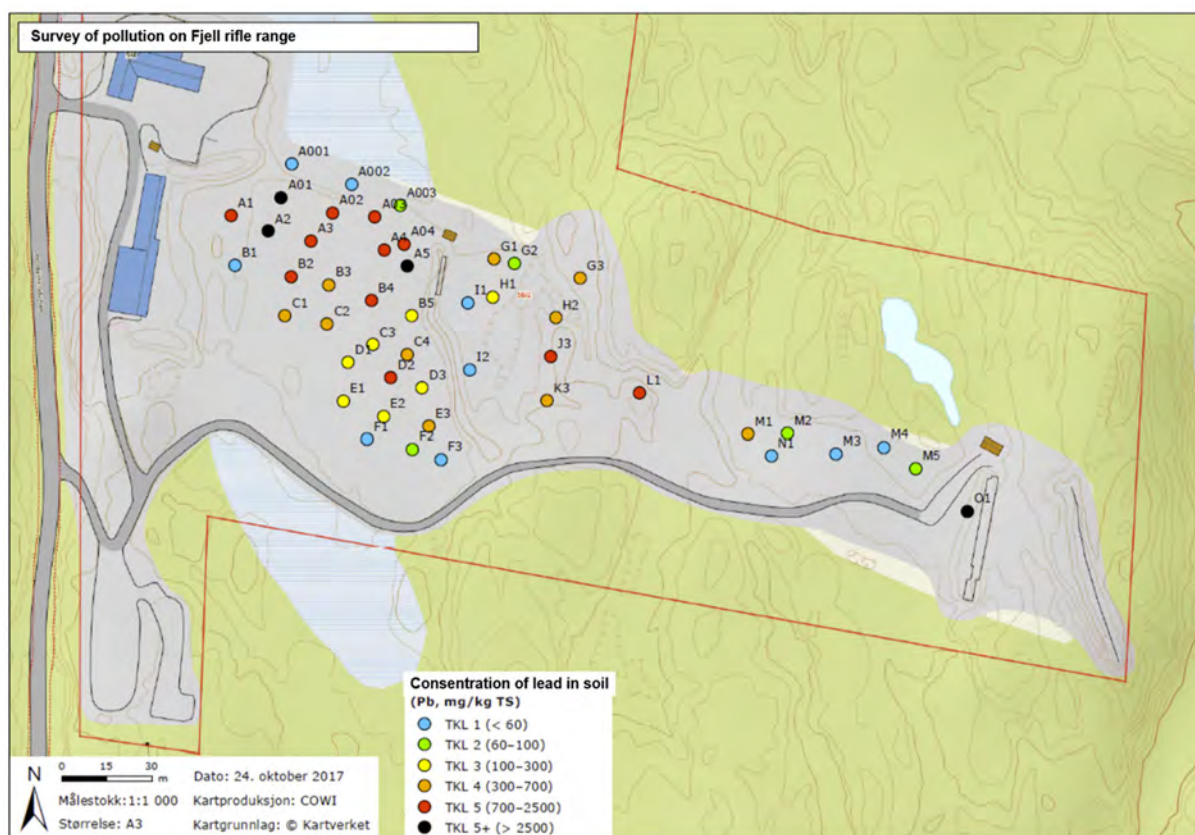 Survey of pollution on Fjell rifle range
A001
A002
A01
A003
A1
A02
A03
A2
A3
A4
A04
A5
B1
G1
G2
B2
B3
G3
B4
I1
H1
C1
C2
B5
H2
C3
D1
C4
J3
D2
I2
D3
L1
E1
K3
E2
E3
F1
M1
M2
F2
F3
N1
M3
M4
M5
O1
Consentration of lead in soil
(Pb, mg/kg TS)
TKL 1 (< 60)
TKL 2 (60–100)
TKL 3 (100–300)
TKL 4 (300–700)
TKL 5 (700–2500)
TKL 5+ (> 2500)
N
0 15 30
m
Dato: 24. oktober 2017
Målestokk:1:1 000
Kartproduksjon: COWI
Størrelse: A3
Kartgrunnlag: © Kartverket